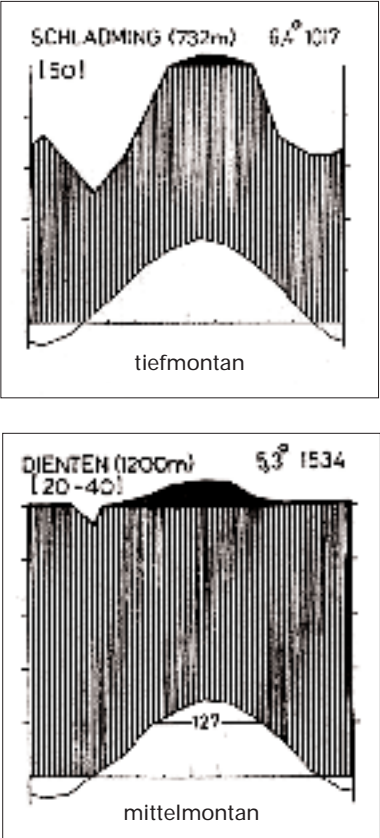 SCHLADMING (732m) 6,4° 1017
[50]
tiefmontan
DIENTEN (1200m) 5,3° 1534
[20-40]
127
mittelmontan